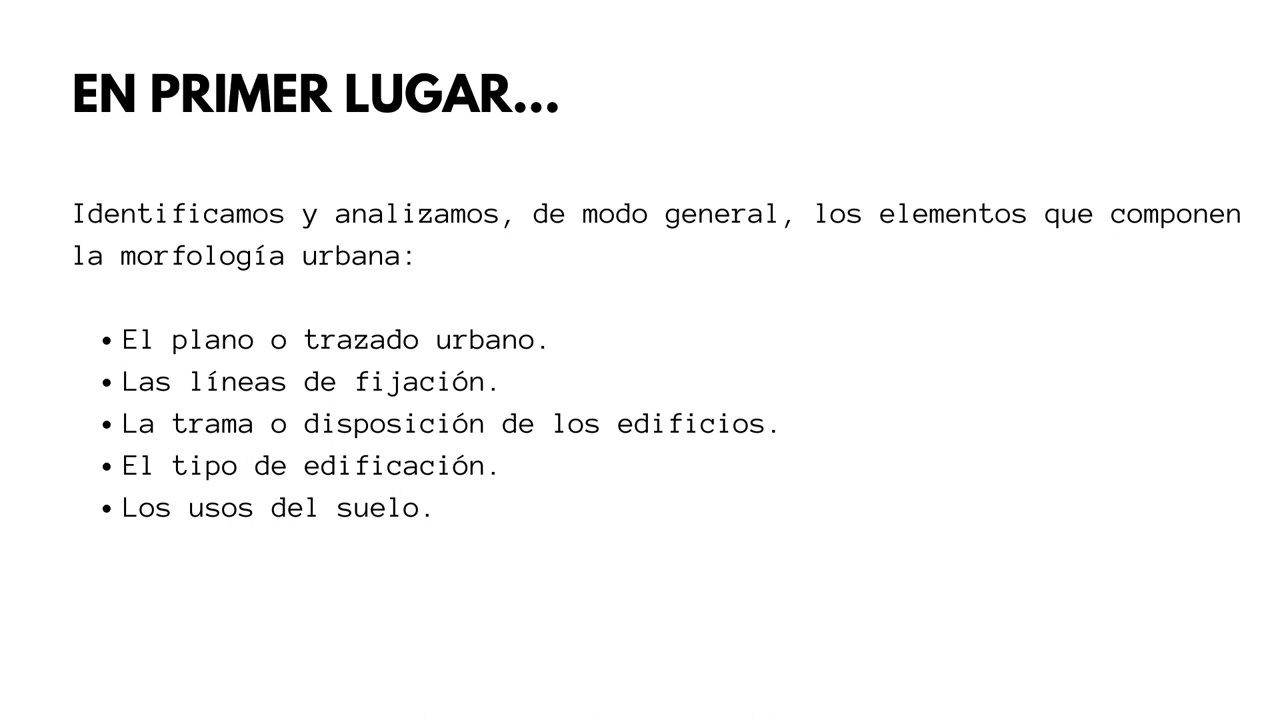 EN PRIMER LUGAR...
Identificamos y analizamos, de modo general, los elementos que componen
la morfología urbana:
• El plano o trazado urbano.
• Las líneas de fijación.
• La trama o disposición de los edificios.
• El tipo de edificación.
• Los usos del suelo.